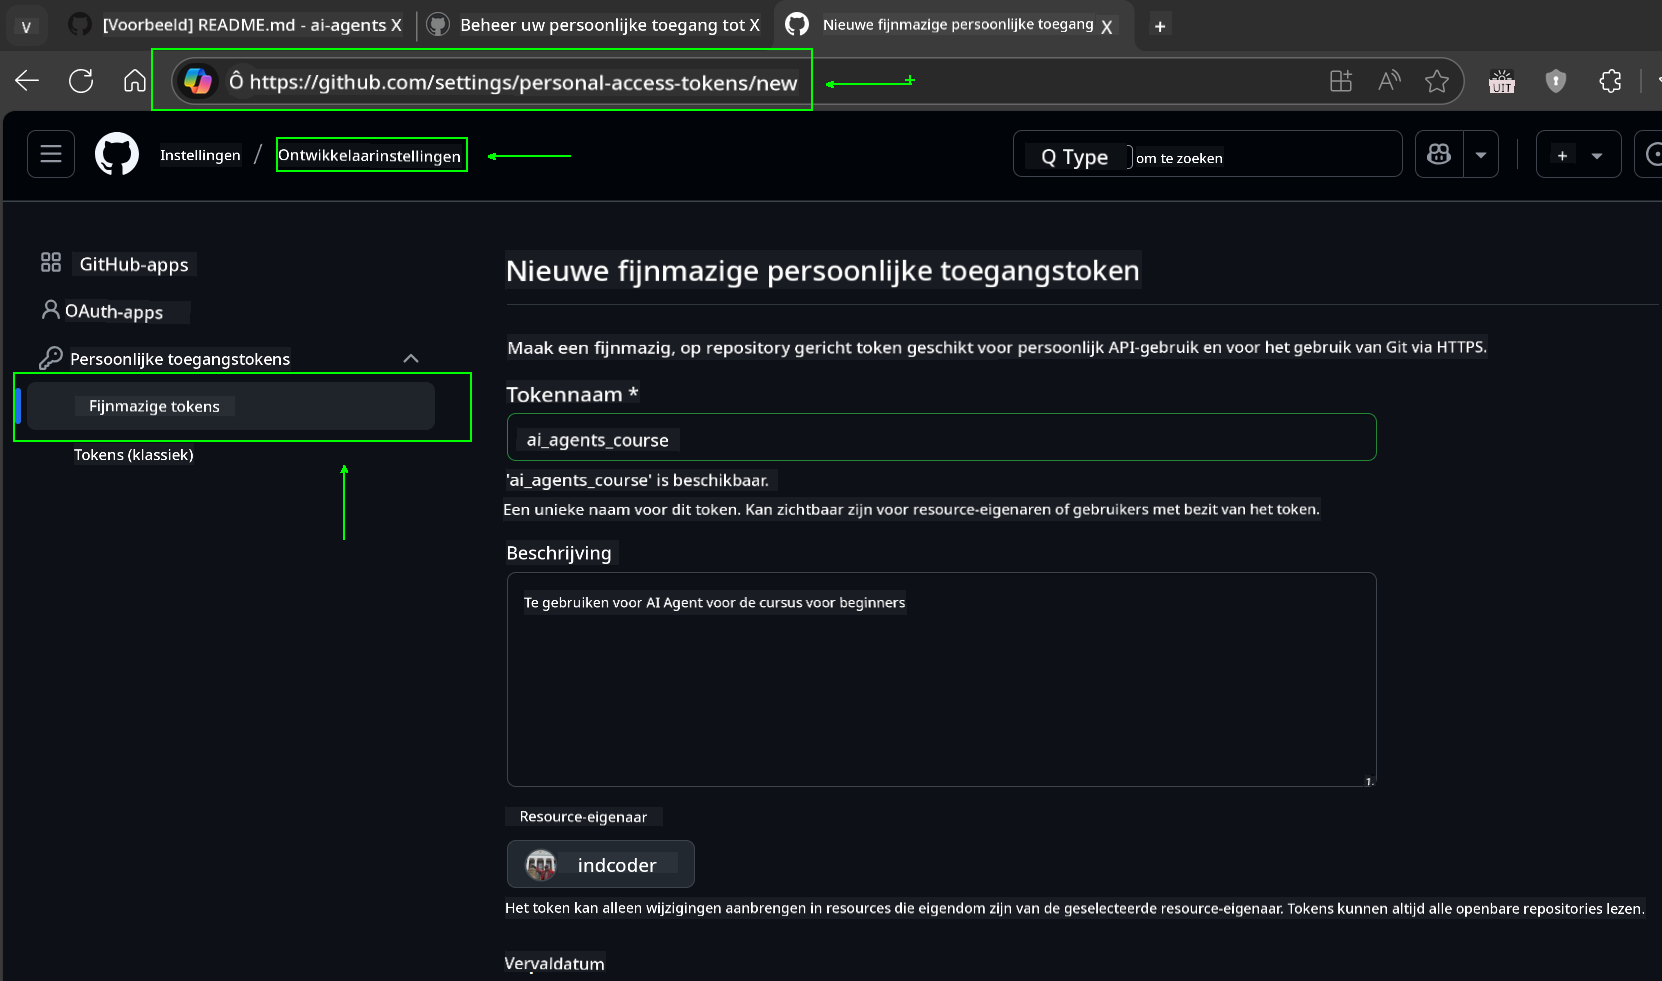 v [Voorbeeld] README.md - ai-agents X Beheer uw persoonlijke toegang tot X Nieuwe fijnmazige persoonlijke toegang X +
Ô https://github.com/settings/personal-access-tokens/new
UIT
Instellingen / Ontwikkelaarinstellingen
Q Type om te zoeken
+
GitHub-apps
OAuth-apps
Persoonlijke toegangstokens
Fijnmazige tokens
Tokens (klassiek)
Nieuwe fijnmazige persoonlijke toegangstoken
Maak een fijnmazig, op repository gericht token geschikt voor persoonlijk API-gebruik en voor het gebruik van Git via HTTPS.
Tokennaam *
ai_agents_course
'ai_agents_course' is beschikbaar.
Een unieke naam voor dit token. Kan zichtbaar zijn voor resource-eigenaren of gebruikers met bezit van het token.
Beschrijving
Te gebruiken voor AI Agent voor de cursus voor beginners
Resource-eigenaar
indcoder
Het token kan alleen wijzigingen aanbrengen in resources die eigendom zijn van de geselecteerde resource-eigenaar. Tokens kunnen altijd alle openbare repositories lezen.
Vervaldatum